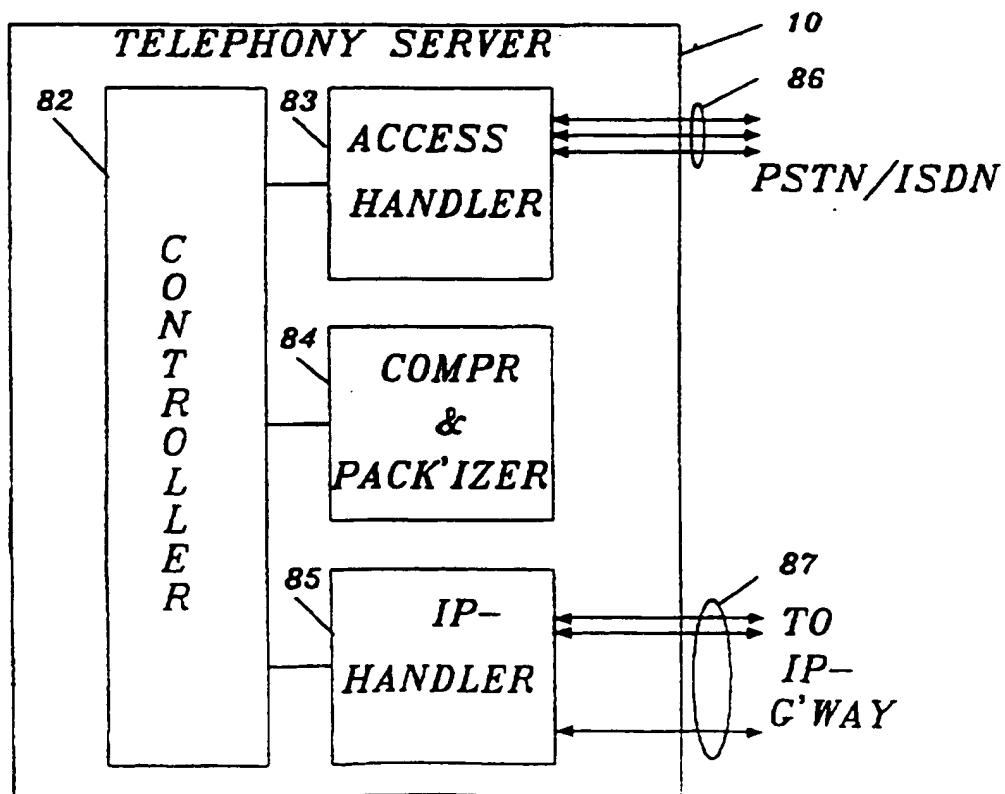 TELEPHONY SERVER
10
86
82
83
ACCESS
HANDLER
PSTN/ISDN
CONTROLLER
84
COMPR
&
PACK'IZER
85
IP-
HANDLER
87
TO
IP-
G'WAY